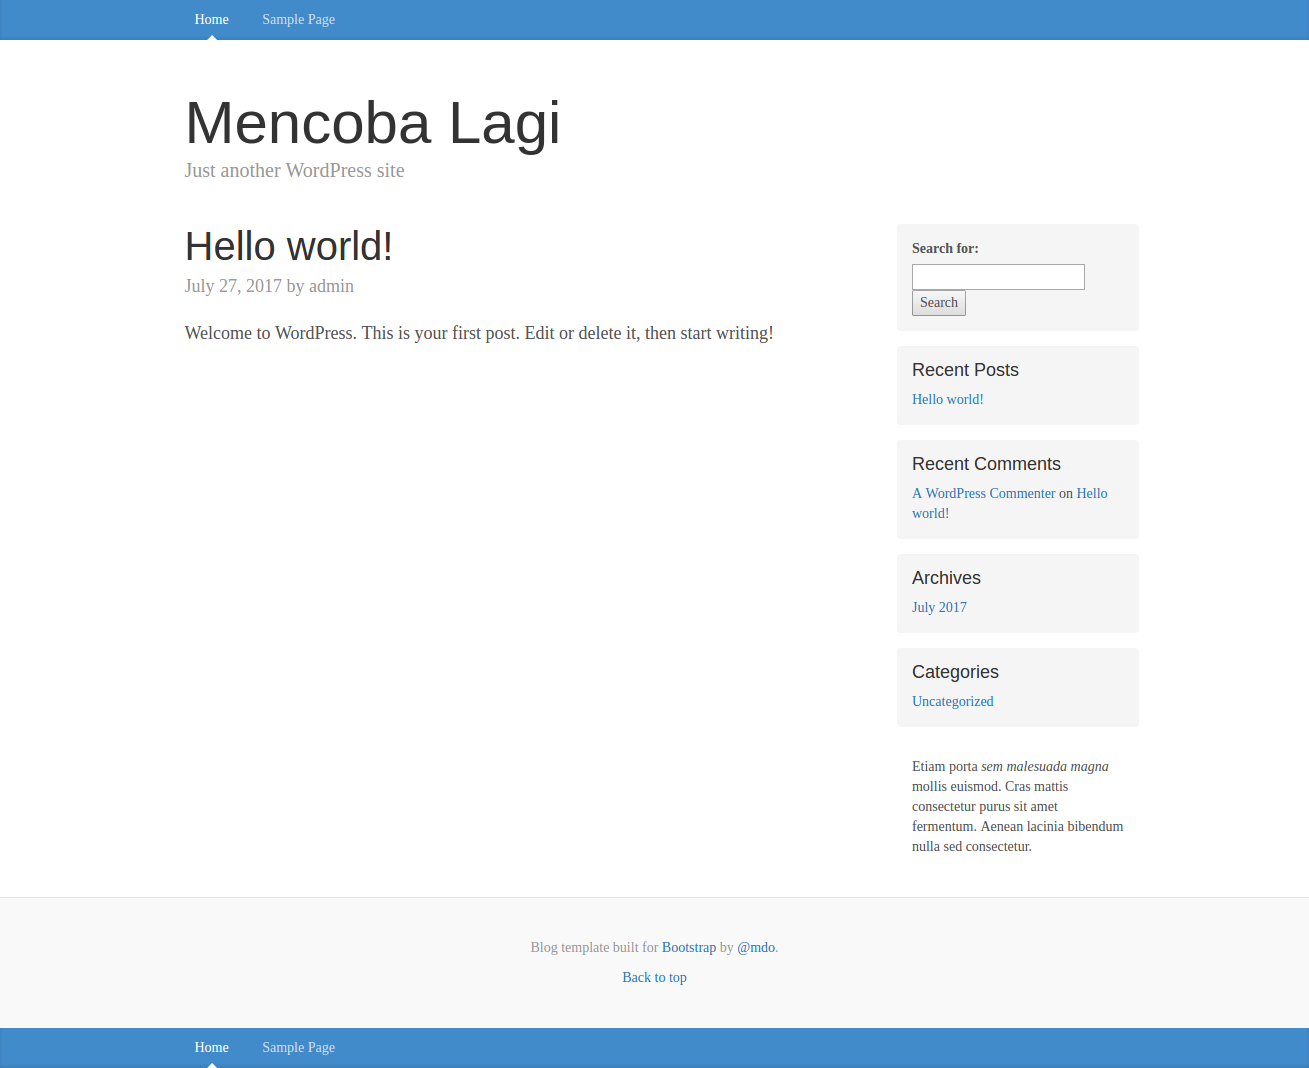 Home Sample Page
Mencoba Lagi
Just another WordPress site
Hello world!
July 27, 2017 by admin
Welcome to WordPress. This is your first post. Edit or delete it, then start writing!
Search for:
Search
Recent Posts
Hello world!
Recent Comments
A WordPress Commenter on Hello
world!
Archives
July 2017
Categories
Uncategorized
Etiam porta sem malesuada magna
mollis euismod. Cras mattis
consectetur purus sit amet
fermentum. Aenean lacinia bibendum
nulla sed consectetur.
Blog template built for Bootstrap by @mdo.
Back to top
Home Sample Page